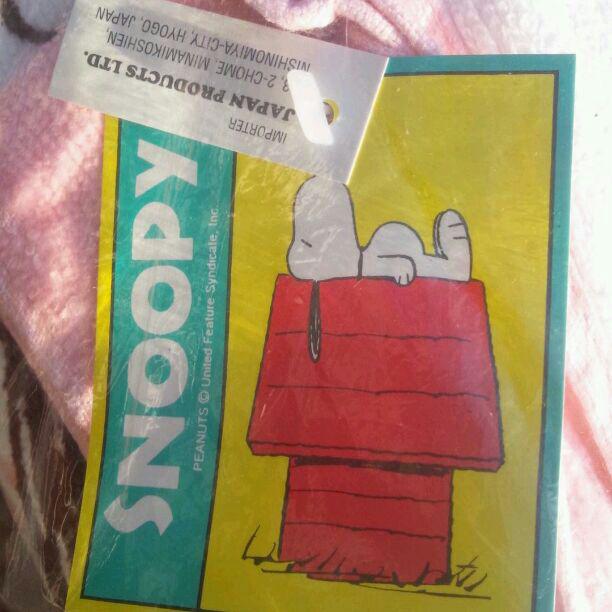 IMPORTER
JAPAN PRODUCTS LTD.
2-CHOME, MINAMIKOSHIEN,
NISHINOMIYA-CITY, HYOGO, JAPAN
SNOOPY
PEANUTS © United Feature Syndicate, Inc.